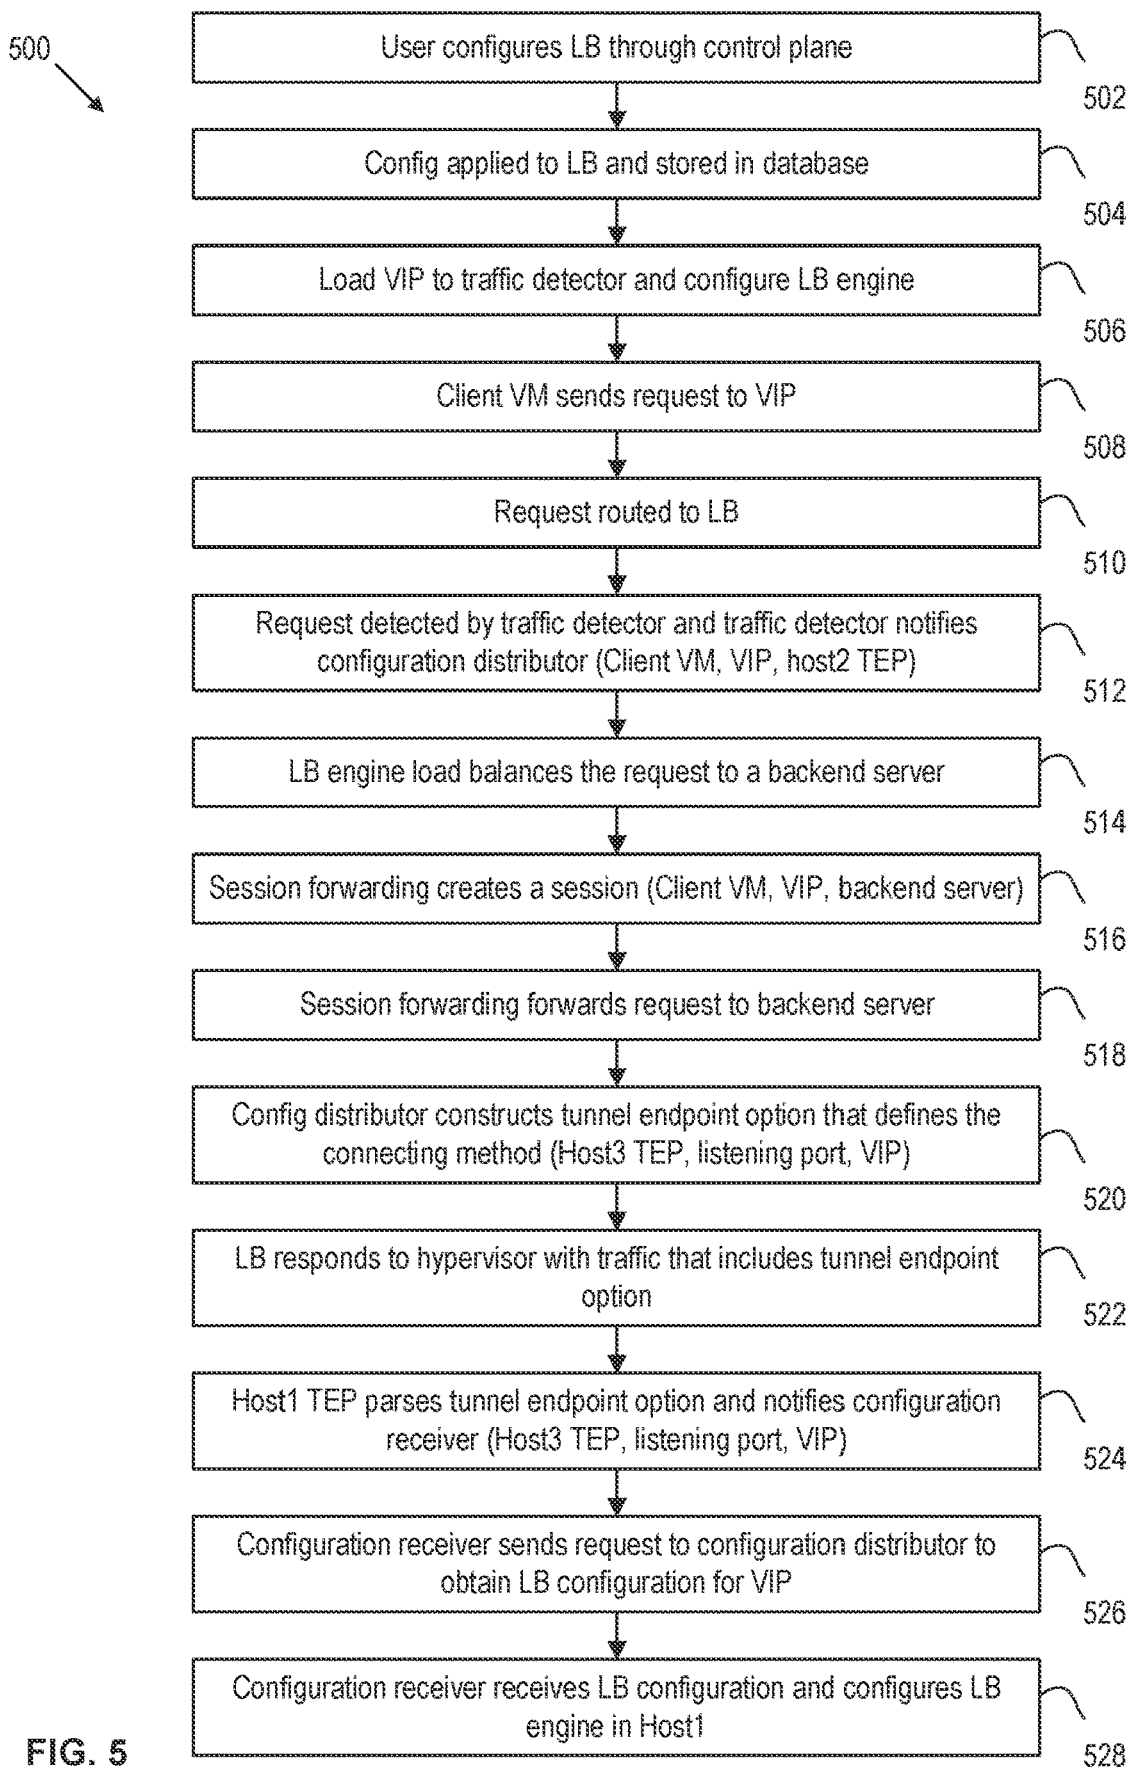 500
User configures LB through control plane
502
Config applied to LB and stored in database
504
Load VIP to traffic detector and configure LB engine
506
Client VM sends request to VIP
508
Request routed to LB
510
Request detected by traffic detector and traffic detector notifies
configuration distributor (Client VM, VIP, host2 TEP)
512
LB engine load balances the request to a backend server
514
Session forwarding creates a session (Client VM, VIP, backend server)
516
Session forwarding forwards request to backend server
518
Config distributor constructs tunnel endpoint option that defines the
connecting method (Host3 TEP, listening port, VIP)
520
LB responds to hypervisor with traffic that includes tunnel endpoint
option
522
Host1 TEP parses tunnel endpoint option and notifies configuration
receiver (Host3 TEP, listening port, VIP)
524
Configuration receiver sends request to configuration distributor to
obtain LB configuration for VIP
526
Configuration receiver receives LB configuration and configures LB
engine in Host1
528
FIG. 5